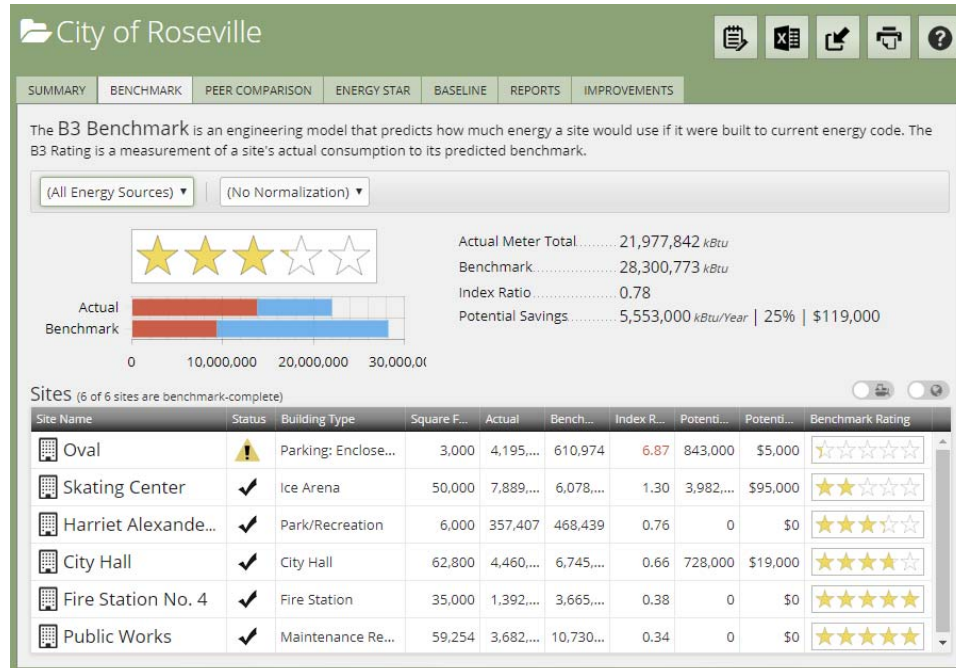 City of Roseville
SUMMARY BENCHMARK PEER COMPARISON ENERGY STAR BASELINE REPORTS IMPROVEMENTS
The B3 Benchmark is an engineering model that predicts how much energy a site would use if it were built to current energy code. The
B3 Rating is a measurement of a site's actual consumption to its predicted benchmark.
(All Energy Sources) (No Normalization)
Actual Meter Total 21,977,842 kBtu
Benchmark 28,300,773 kBtu
Index Ratio 0.78
Potential Savings 5,553,000 kBtu/Year | 25% | $119,000
Actual
Benchmark
0 10,000,000 20,000,000 30,000,0
Sites (6 of 6 sites are benchmark-complete)
Site Name Status Building Type Square F... Actual Bench... Index R... Potenti... Potenti... Benchmark Rating
Oval Parking: Enclose... 3,000 4,195,... 610,974 6.87 843,000 $5,000
Skating Center Ice Arena 50,000 7,889,... 6,078,... 1.30 3,982,... $95,000
Harriet Alexande... Park/Recreation 6,000 357,407 468,439 0.76 0 $0
City Hall City Hall 62,800 4,460,... 6,745,... 0.66 728,000 $19,000
Fire Station No. 4 Fire Station 35,000 1,392,... 3,665,... 0.38 0 $0
Public Works Maintenance Re... 59,254 3,682,... 10,730... 0.34 0 $0